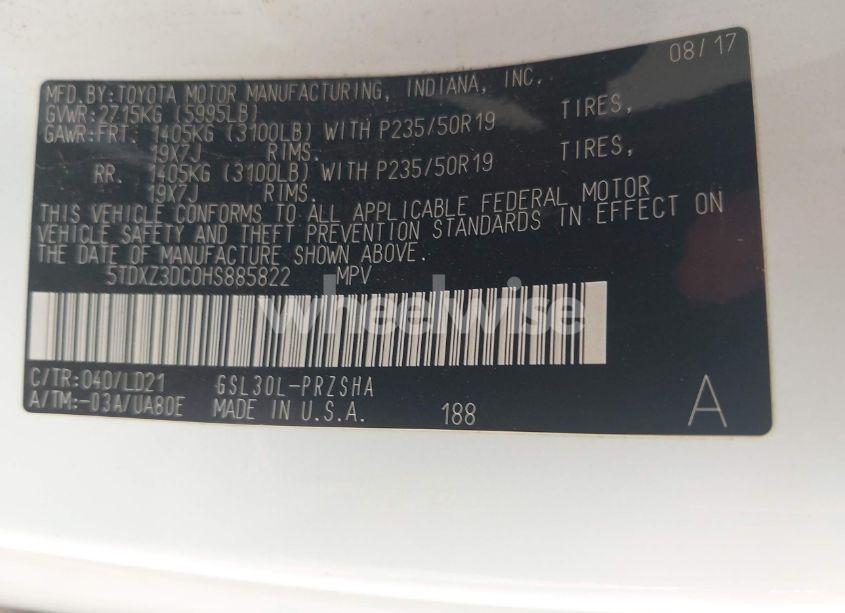 08/17
MFD.BY:TOYOTA MOTOR MANUFACTURING, INDIANA, INC.
GVWR:2715KG (5995LB)
GAWR:FRT. 1405KG (3100LB) WITH P235/50R19 TIRES,
19X7J RIMS.
RR. 1405KG (3100LB) WITH P235/50R19 TIRES,
19X7J RIMS.
THIS VEHICLE CONFORMS TO ALL APPLICABLE FEDERAL MOTOR
VEHICLE SAFETY AND THEFT PREVENTION STANDARDS IN EFFECT ON
THE DATE OF MANUFACTURE SHOWN ABOVE.
5TDXZ3DC0HS885822 MPV
wheelwise
C/TR:040/LD21 GSL30L-PRZSHA
A/TM:-03A/UA80E MADE IN U.S.A. 188 A